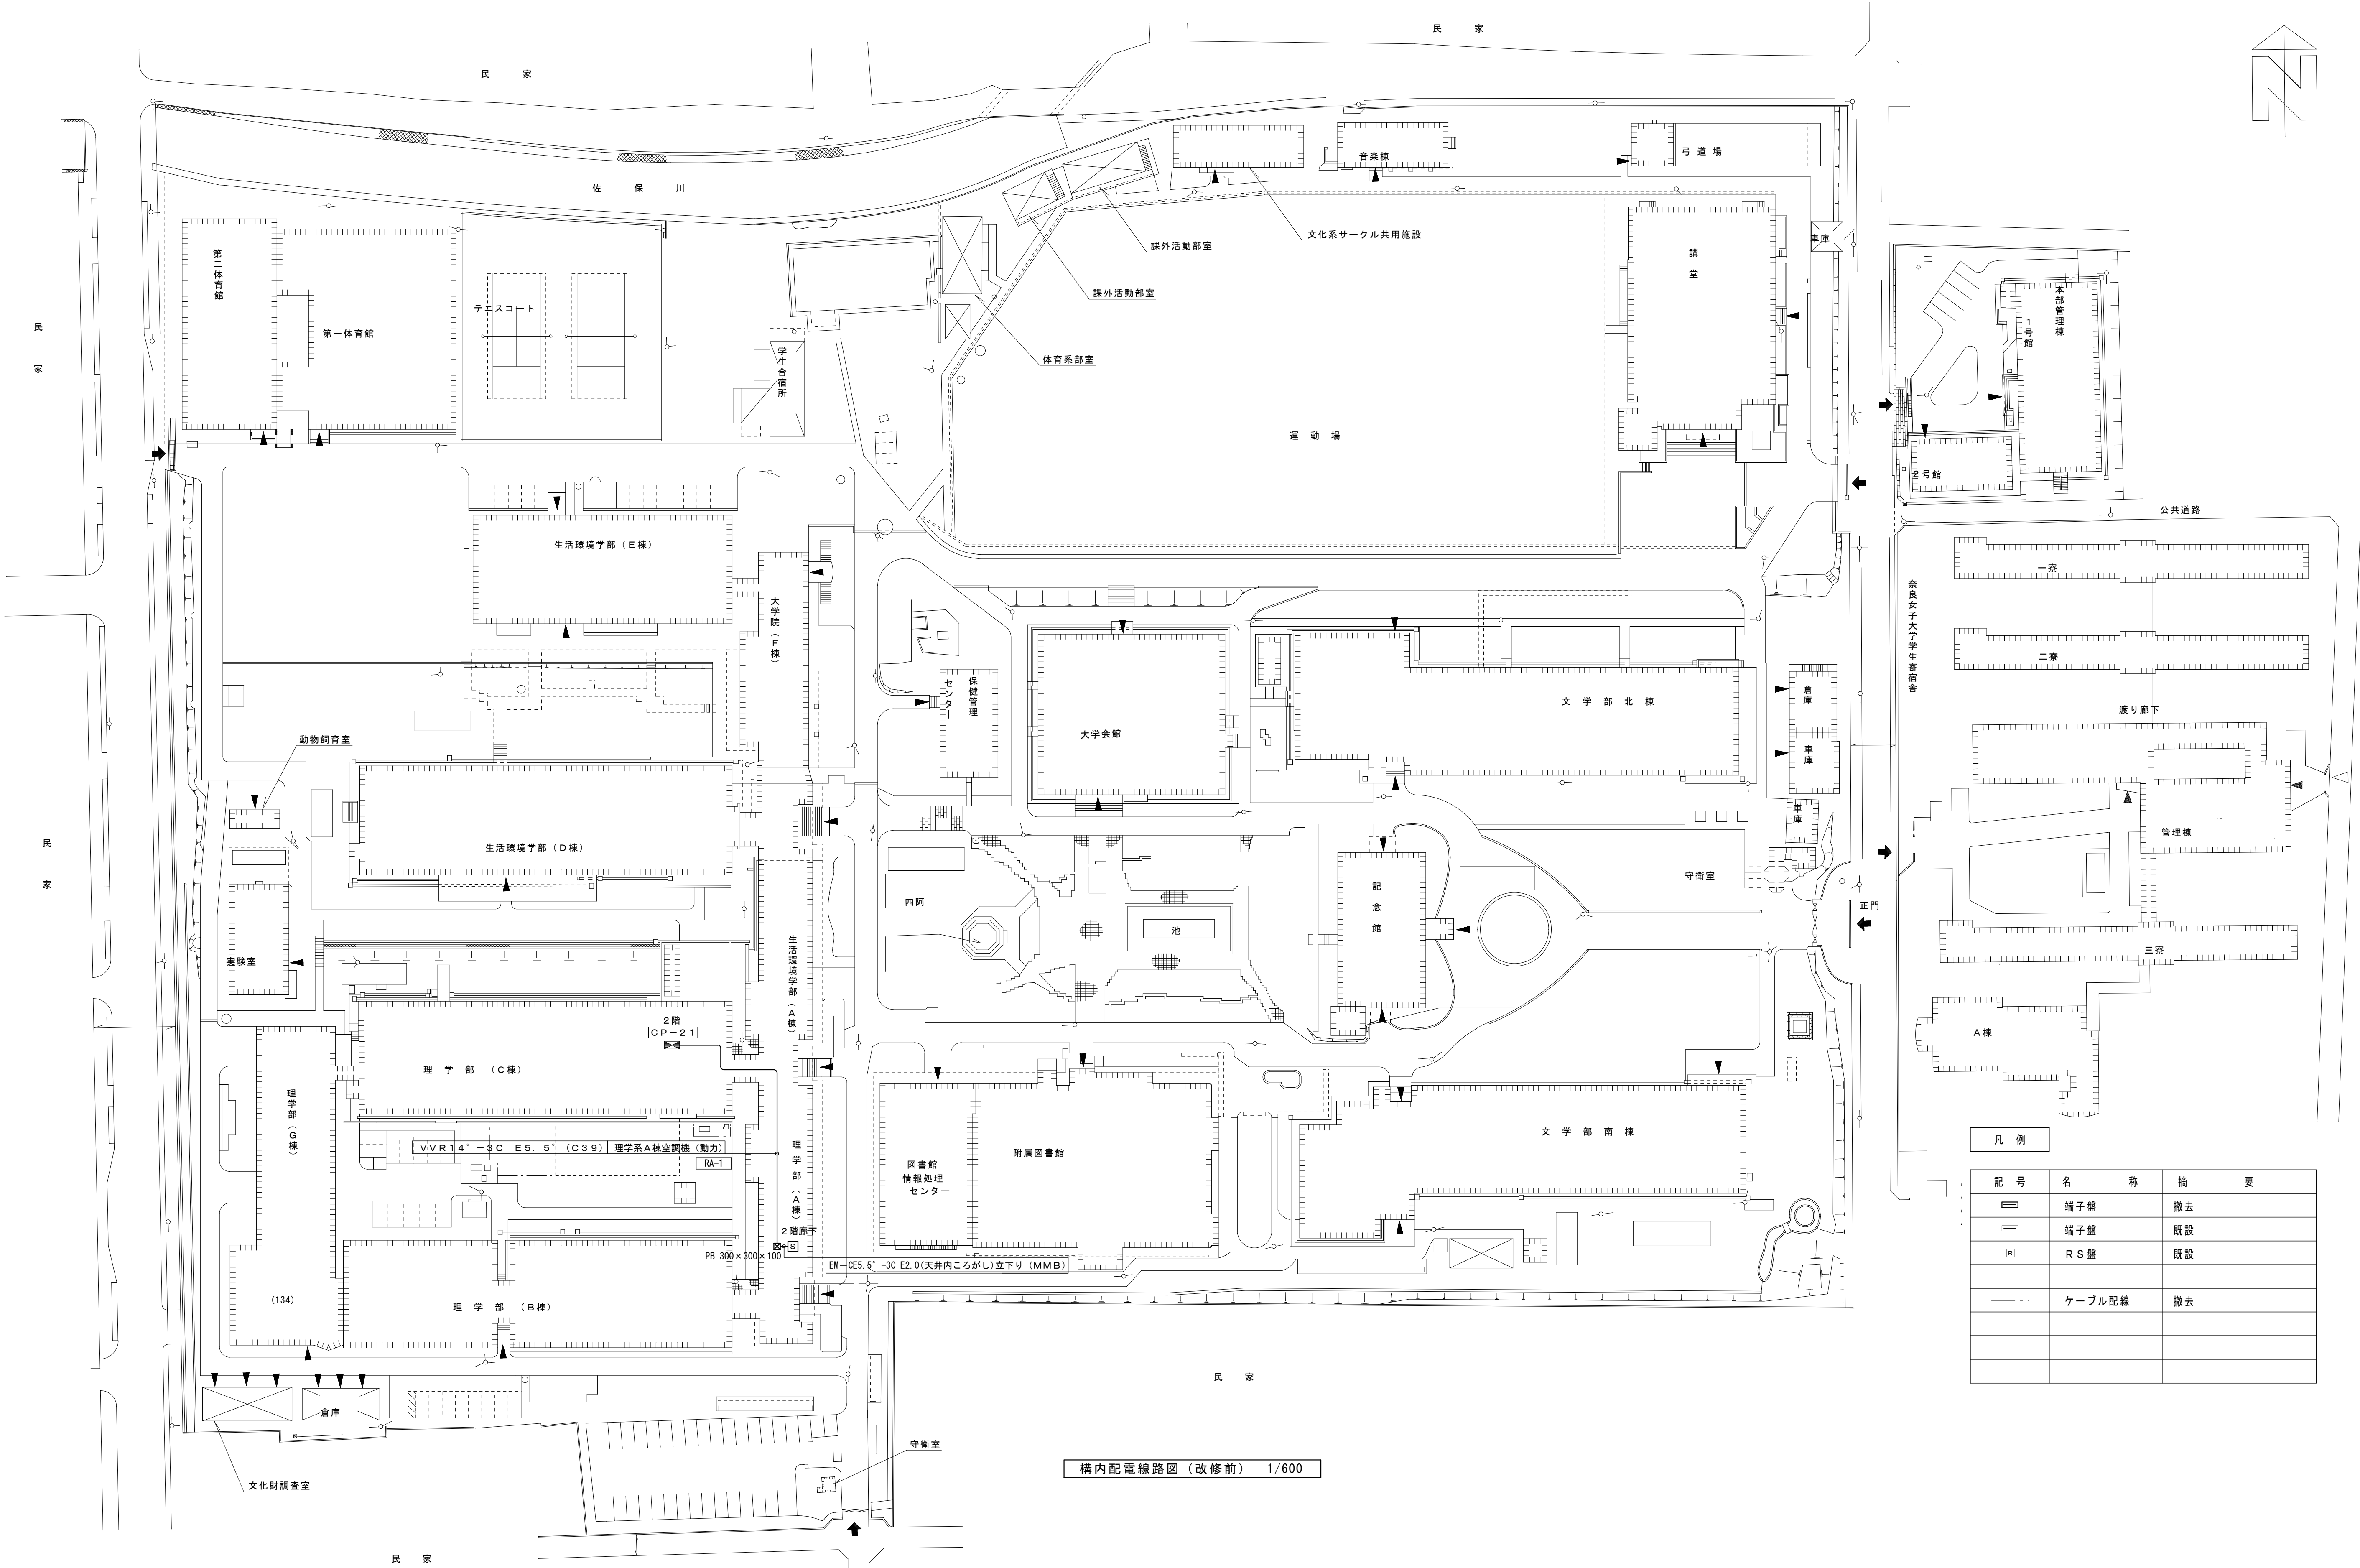 民　家
民　家
N
佐　保　川
音楽棟
弓道場
文化系サークル共用施設
課外活動部室
課外活動部室
体育系部室
講堂
車庫
本部管理棟
1号館
2号館
第二体育館
第一体育館
テニスコート
学生合宿所
運動場
民　家
公共道路
生活環境学部（E棟）
大学院（F棟）
一寮
二寮
奈良女子大学学生寄宿舎
渡り廊下
保健管理
センター
大学会館
文学部北棟
倉庫
車庫
車庫
動物飼育室
生活環境学部（D棟）
管理棟
民　家
守衛室
四阿
池
記念館
正門
実験室
生活環境学部（A棟）
三寮
A棟
2階
CP－21
理学部　（C棟）
理学部（G棟）
VVR14゜－3C　E5.5゜（C39）
理学系A棟空調機（動力）
RA-1
理学部（A棟）
図書館
情報処理
センター
附属図書館
文学部南棟
2階廊下
S
PB 300×300×100
EM－CE5.5゜-3C E2.0(天井内ころがし)立下り（MMB）
(134)
理学部　（B棟）
凡　例
記　号　名　称　摘　要
端子盤　撤去
端子盤　既設
R　RS盤　既設
ケーブル配線　撤去
倉庫
文化財調査室
守衛室
民　家
構内配電線路図（改修前）　1/600
民　家